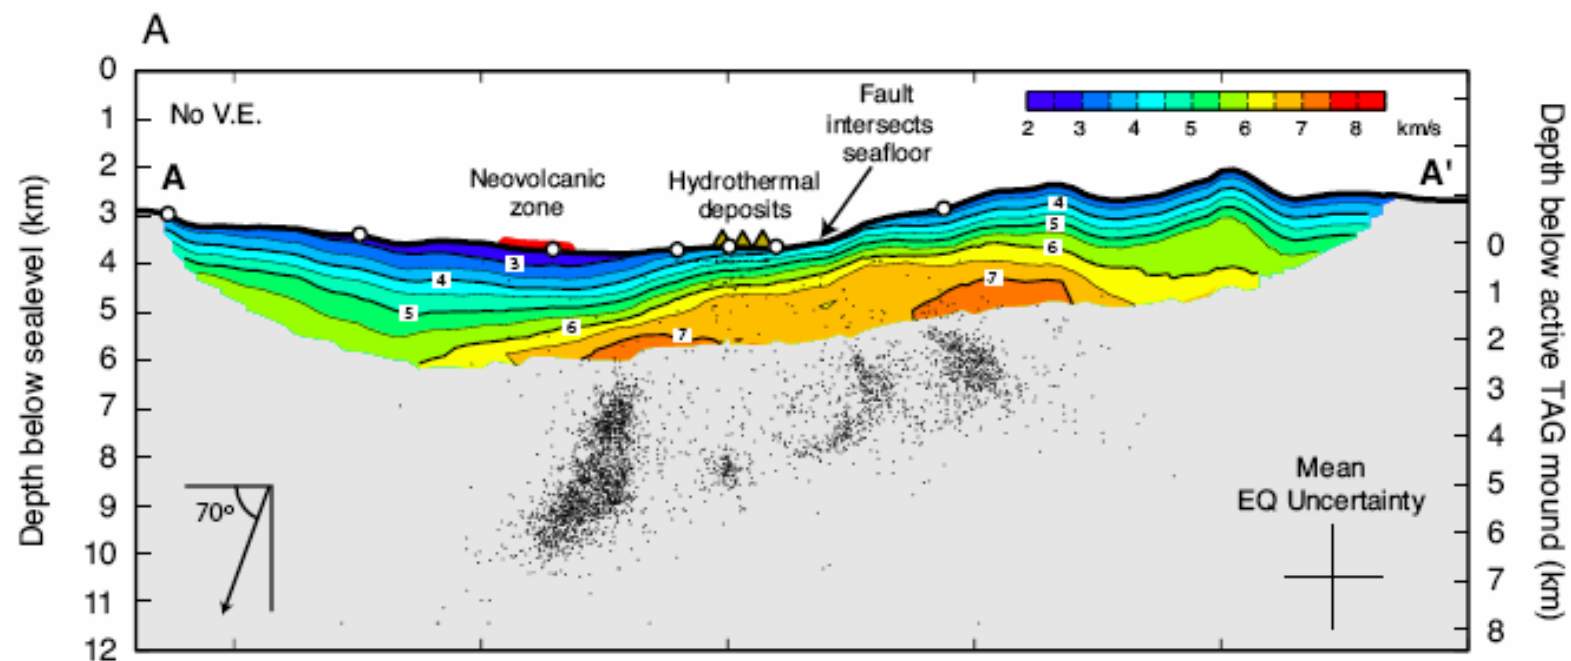 A
0
1
2
3
4
5
6
7
8
9
10
11
12
Depth below sealevel (km)
No V.E.
A
Neovolcanic
zone
Hydrothermal
deposits
Fault
intersects
seafloor
2 3 4 5 6 7 8 km/s
A'
3
4
5
6
7
4
5
6
7
70°
Mean
EQ Uncertainty
0
1
2
3
4
5
6
7
8
Depth below active TAG mound (km)